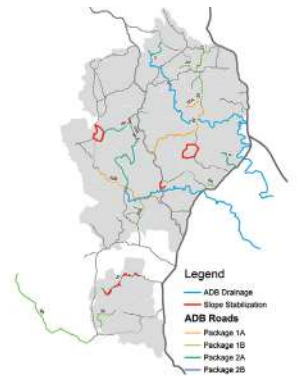 Legend
ADB Drainage
Slope Stabilization
ADB Roads
Package 1A
Package 1B
Package 2A
Package 2B